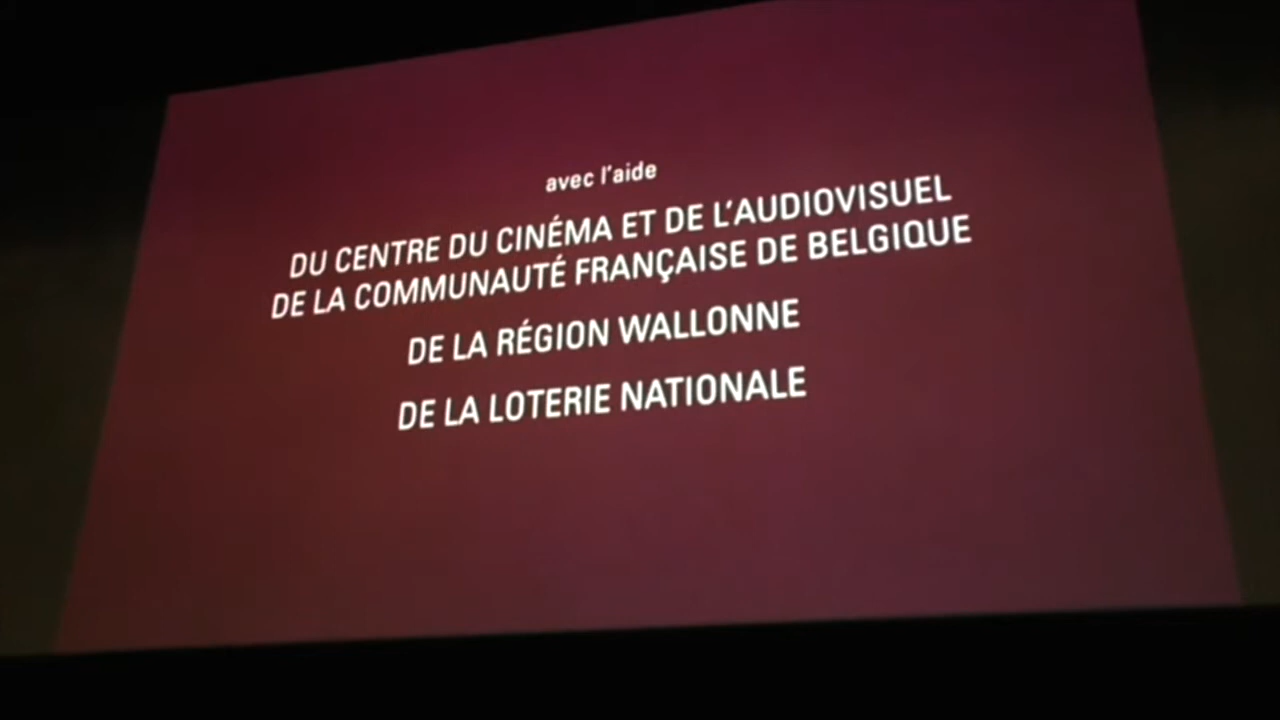 avec l'aide
DU CENTRE DU CINÉMA ET DE L'AUDIOVISUEL
DE LA COMMUNAUTÉ FRANÇAISE DE BELGIQUE
DE LA RÉGION WALLONNE
DE LA LOTERIE NATIONALE